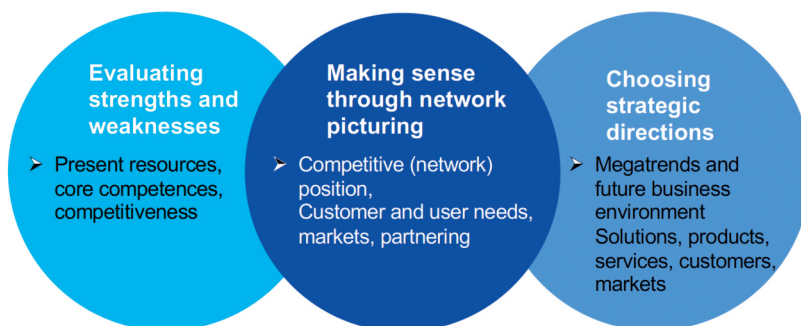 Evaluating
strengths and
weaknesses
➢ Present resources,
core competences,
competitiveness
Making sense
through network
picturing
➢ Competitive (network)
position,
Customer and user needs,
markets, partnering
Choosing
strategic
directions
➢ Megatrends and
future business
environment
Solutions, products,
services, customers,
markets